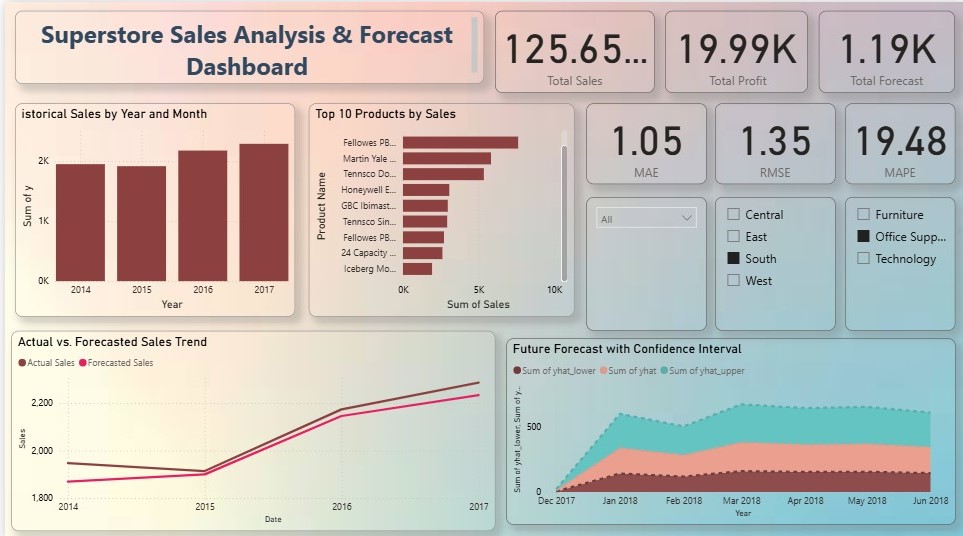 Superstore Sales Analysis & Forecast
Dashboard
125.65...
Total Sales
19.99K
Total Profit
1.19K
Total Forecast
istorical Sales by Year and Month
Sum of y
2K
1K
0K
2014
2015
2016
2017
Year
Top 10 Products by Sales
Product Name
Fellowes PB...
Martin Yale ...
Tennsco Do...
Honeywell E...
GBC Ibimast...
Tennsco Sin...
Fellowes PB...
24 Capacity ...
Iceberg Mo...
0K
5K
10K
Sum of Sales
1.05
MAE
1.35
RMSE
19.48
MAPE
All
Central
East
South
West
Furniture
Office Supp...
Technology
Actual vs. Forecasted Sales Trend
Actual Sales
Forecasted Sales
Sales
2,200
2,000
1,800
2014
2015
2016
2017
Date
Future Forecast with Confidence Interval
Sum of yhat_lower
Sum of yhat
Sum of yhat_upper
Sum of yhat_lower, Sum of y...
500
0
Dec 2017
Jan 2018
Feb 2018
Mar 2018
Apr 2018
May 2018
Jun 2018
Year